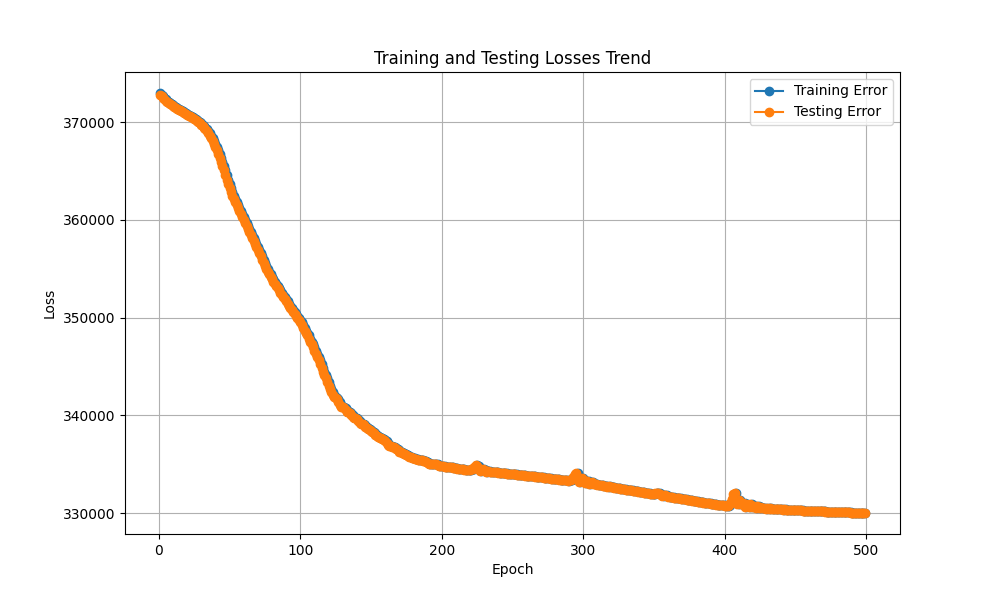 Training and Testing Losses Trend
Training Error
Testing Error
370000
360000
350000
340000
330000
Loss
0 100 200 300 400 500
Epoch